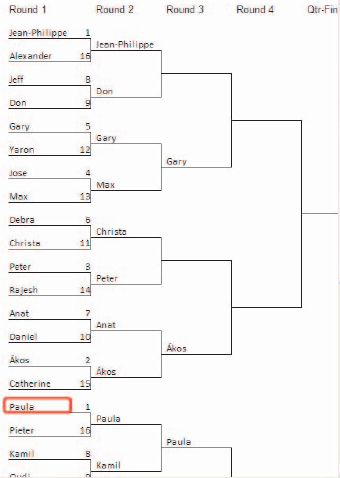 Round 1 Round 2 Round 3 Round 4 Qtr-Fin
Jean-Philippe 1
Jean-Philippe
Alexander 16
Jeff 8
Don
Don 9
Gary 5
Gary
Yaron 12
Gary
Jose 4
Max
Max 13
Debra 6
Christa
Christa 11
Peter 3
Peter
Rajesh 14
Anat 7
Anat
Daniel 10
Ákos
Ákos 2
Ákos
Catherine 15
Paula 1
Paula
Pieter 16
Paula
Kamil 8
Kamil